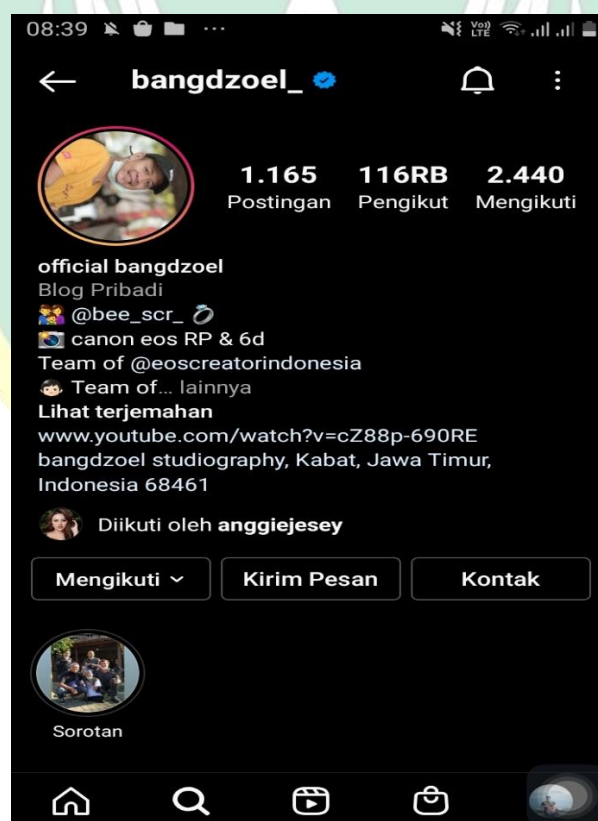 08:39
Vo))
LTE
bangdzoel_
1.165 116RB 2.440
Postingan Pengikut Mengikuti
official bangdzoel
Blog Pribadi
@bee_scr_
canon eos RP & 6d
Team of @eoscreatorindonesia
Team of... lainnya
Lihat terjemahan
www.youtube.com/watch?v=cZ88p-690RE
bangdzoel studiography, Kabat, Jawa Timur,
Indonesia 68461
Diikuti oleh anggiejesey
Mengikuti Kirim Pesan Kontak
Sorotan